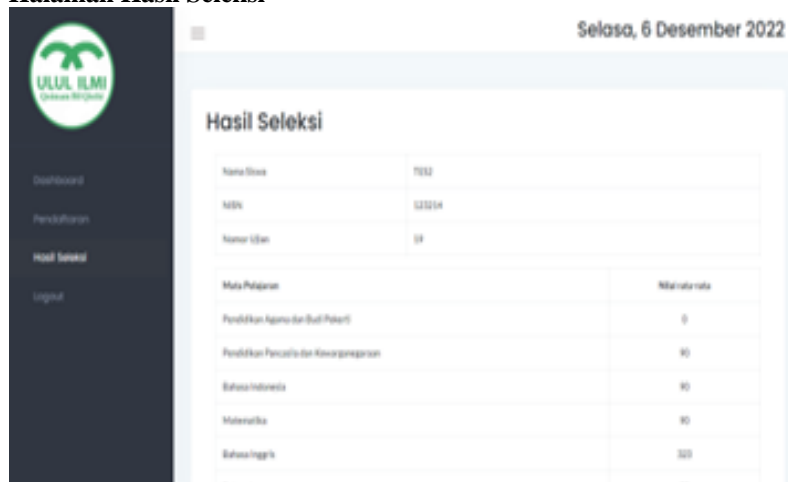 Halaman Hasil Seleksi
Selasa, 6 Desember 2022
ULUL ILMI
Hasil Seleksi
Dashboard
Pendaftaran
Hasil Seleksi
Logout
Nama Siswa
NISN
Nomor Ujian 19
Mata Pelajaran Nilai rata-rata
Pendidikan Agama dan Budi Pekerti 0
Pendidikan Pancasila dan Kewarganegaraan 90
Bahasa Indonesia 90
Matematika 90
Bahasa Inggris